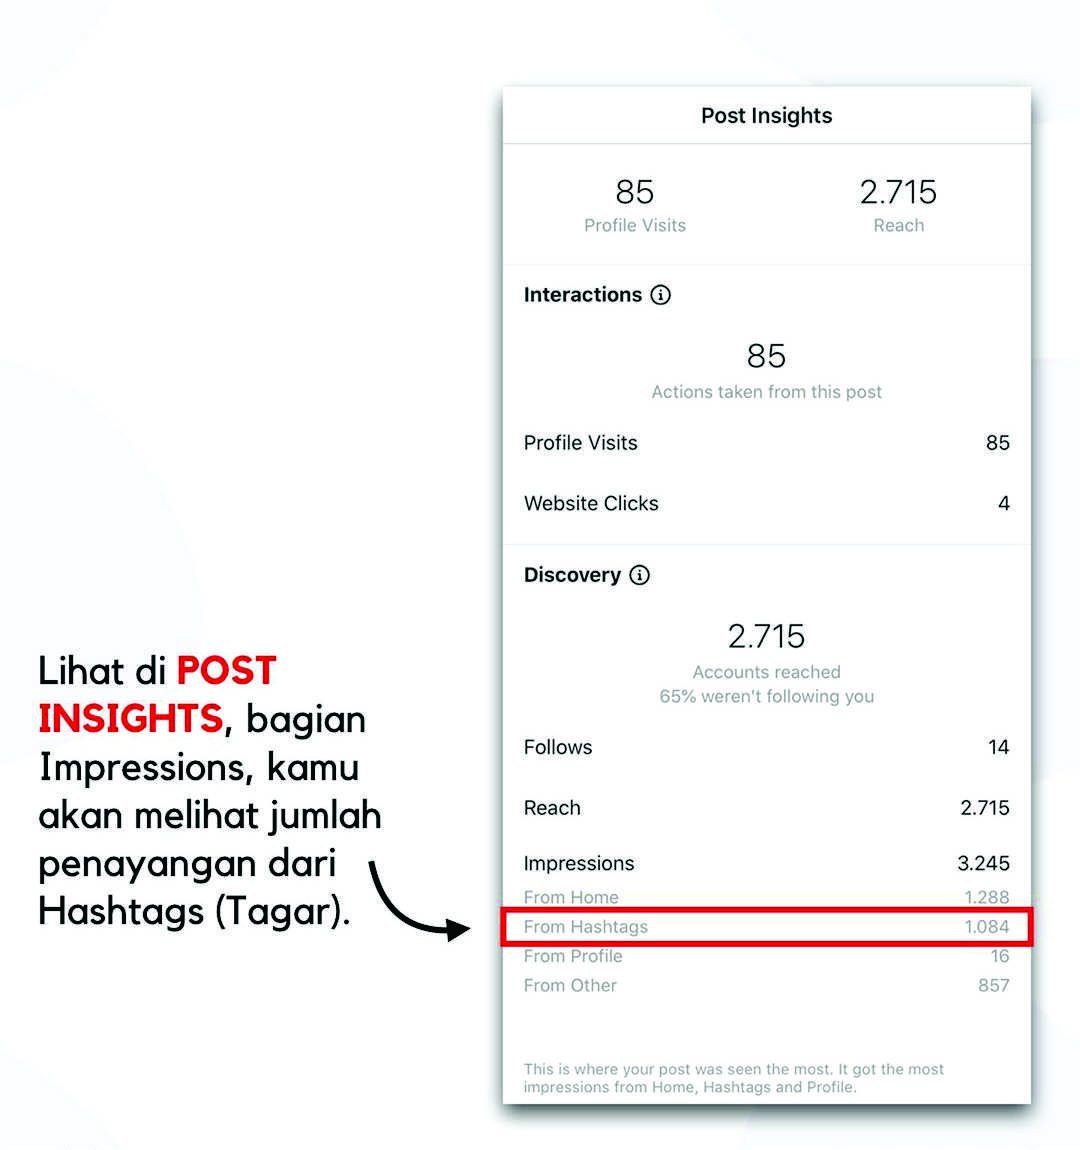 Post Insights
85 2.715
Profile Visits Reach
Interactions
85
Actions taken from this post
Profile Visits 85
Website Clicks 4
Discovery
2.715
Accounts reached
65% weren't following you
Follows 14
Reach 2.715
Impressions 3.245
From Home 1.288
From Hashtags 1.084
From Profile 16
From Other 857
This is where your post was seen the most. It got the most
impressions from Home, Hashtags and Profile.
Lihat di POST
INSIGHTS, bagian
Impressions, kamu
akan melihat jumlah
penayangan dari
Hashtags (Tagar).